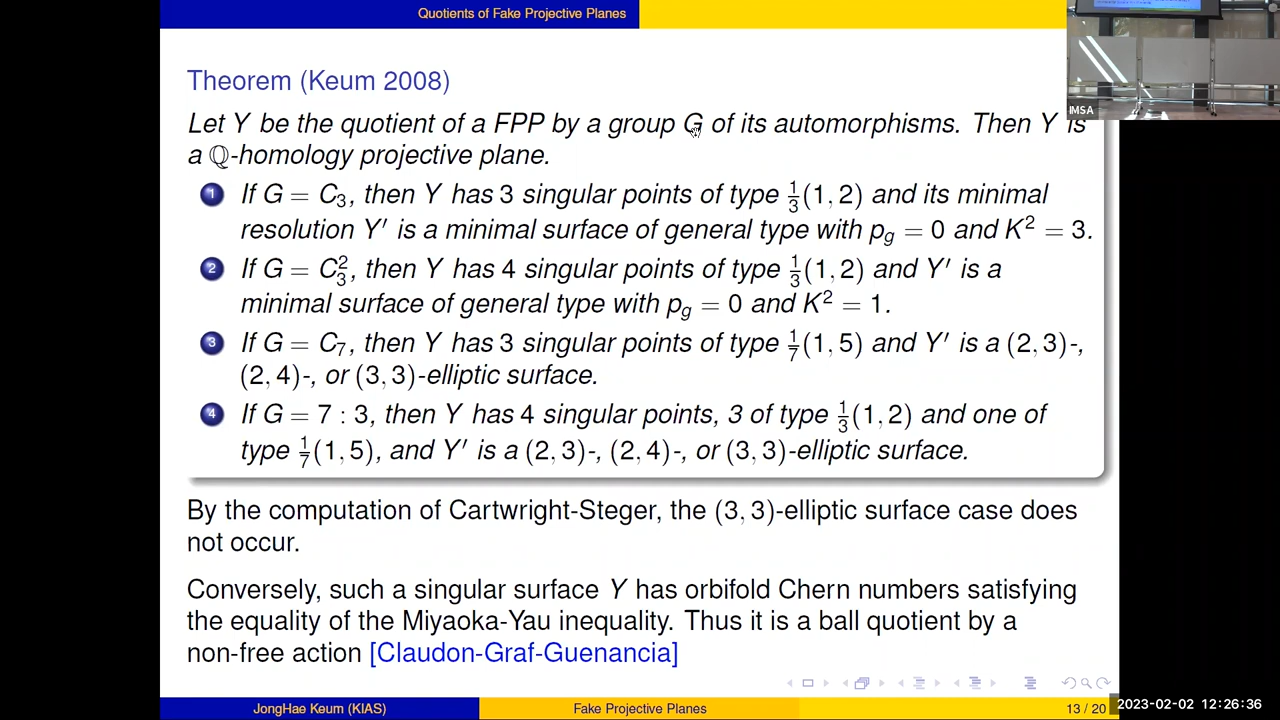 Quotients of Fake Projective Planes
IMSA
Theorem (Keum 2008)
Let Y be the quotient of a FPP by a group G of its automorphisms. Then Y is
a ℚ-homology projective plane.
1 If G = C₃, then Y has 3 singular points of type 1/3(1, 2) and its minimal
resolution Y′ is a minimal surface of general type with p_g = 0 and K² = 3.
2 If G = C₃², then Y has 4 singular points of type 1/3(1, 2) and Y′ is a
minimal surface of general type with p_g = 0 and K² = 1.
3 If G = C₇, then Y has 3 singular points of type 1/7(1, 5) and Y′ is a (2, 3)-,
(2, 4)-, or (3, 3)-elliptic surface.
4 If G = 7 : 3, then Y has 4 singular points, 3 of type 1/3(1, 2) and one of
type 1/7(1, 5), and Y′ is a (2, 3)-, (2, 4)-, or (3, 3)-elliptic surface.
By the computation of Cartwright-Steger, the (3, 3)-elliptic surface case does
not occur.
Conversely, such a singular surface Y has orbifold Chern numbers satisfying
the equality of the Miyaoka-Yau inequality. Thus it is a ball quotient by a
non-free action [Claudon-Graf-Guenancia]
JongHae Keum (KIAS)
Fake Projective Planes
13 / 20
2023-02-02 12:26:36